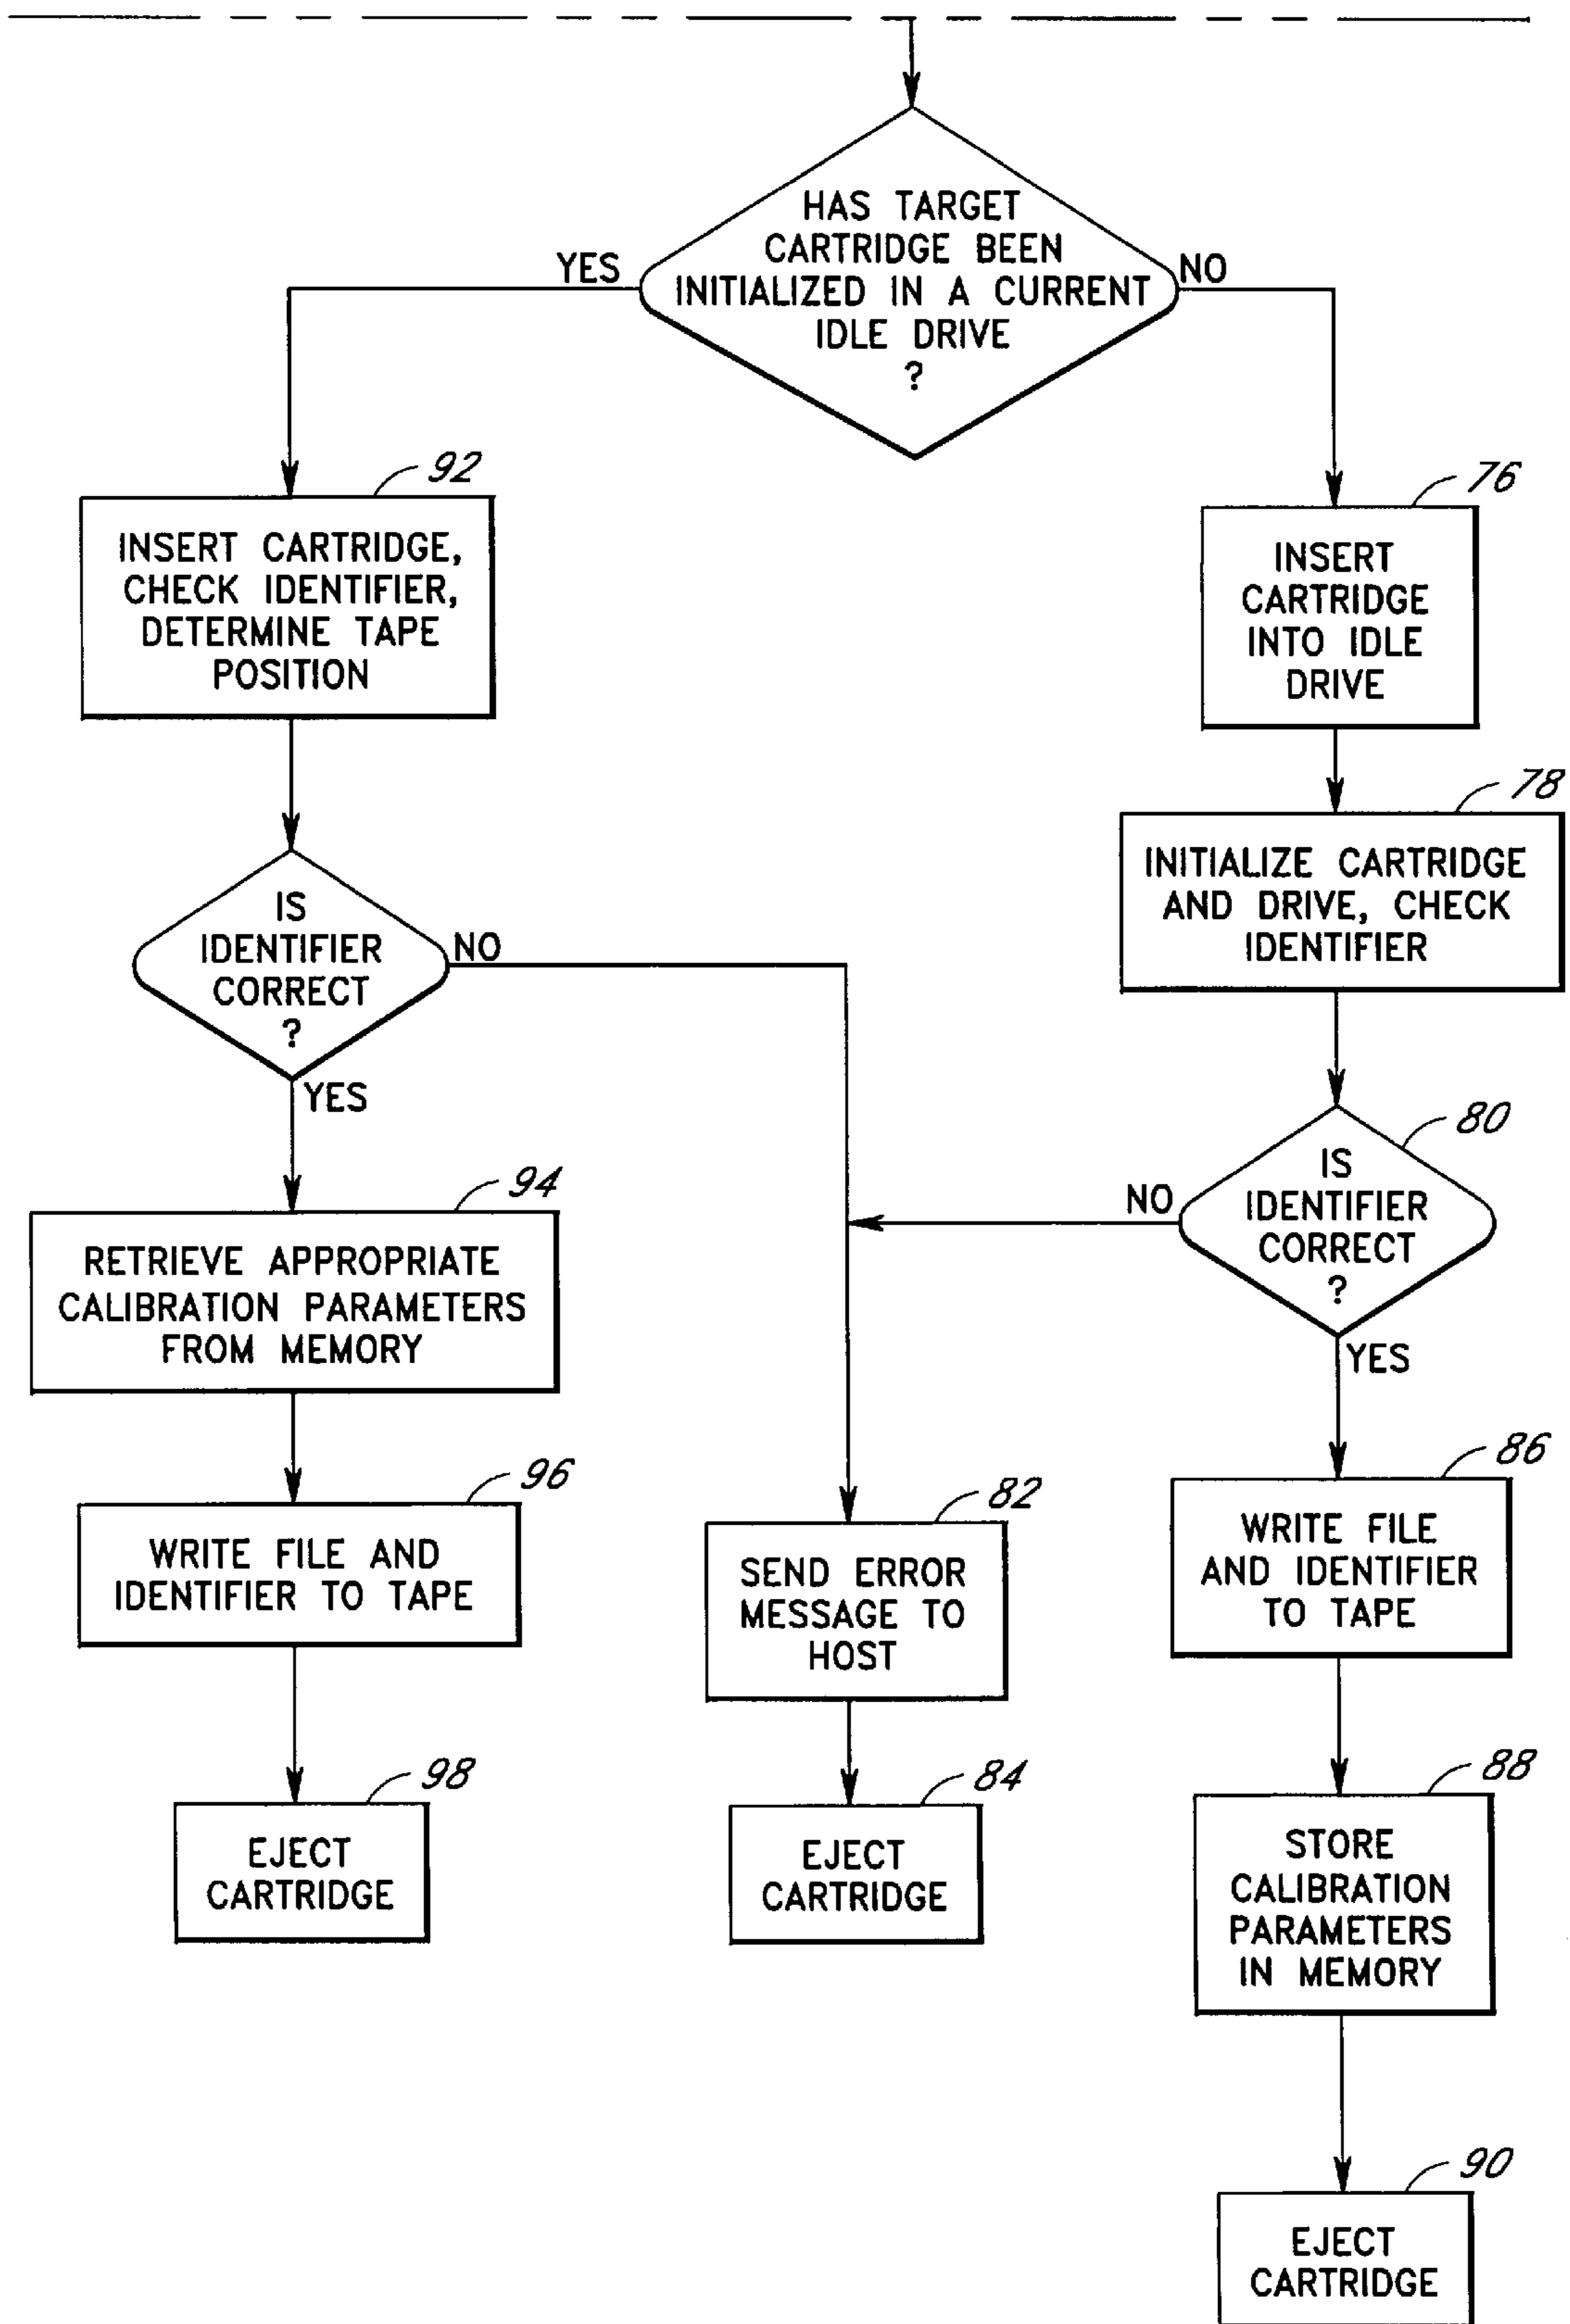 HAS TARGET
CARTRIDGE BEEN
INITIALIZED IN A CURRENT
IDLE DRIVE
?
YES
NO
92
INSERT CARTRIDGE,
CHECK IDENTIFIER,
DETERMINE TAPE
POSITION
76
INSERT
CARTRIDGE
INTO IDLE
DRIVE
78
INITIALIZE CARTRIDGE
AND DRIVE, CHECK
IDENTIFIER
IS
IDENTIFIER
CORRECT
?
NO
YES
80
IS
IDENTIFIER
CORRECT
?
NO
YES
94
RETRIEVE APPROPRIATE
CALIBRATION PARAMETERS
FROM MEMORY
96
WRITE FILE AND
IDENTIFIER TO TAPE
82
SEND ERROR
MESSAGE TO
HOST
86
WRITE FILE
AND IDENTIFIER
TO TAPE
98
EJECT
CARTRIDGE
84
EJECT
CARTRIDGE
88
STORE
CALIBRATION
PARAMETERS
IN MEMORY
90
EJECT
CARTRIDGE